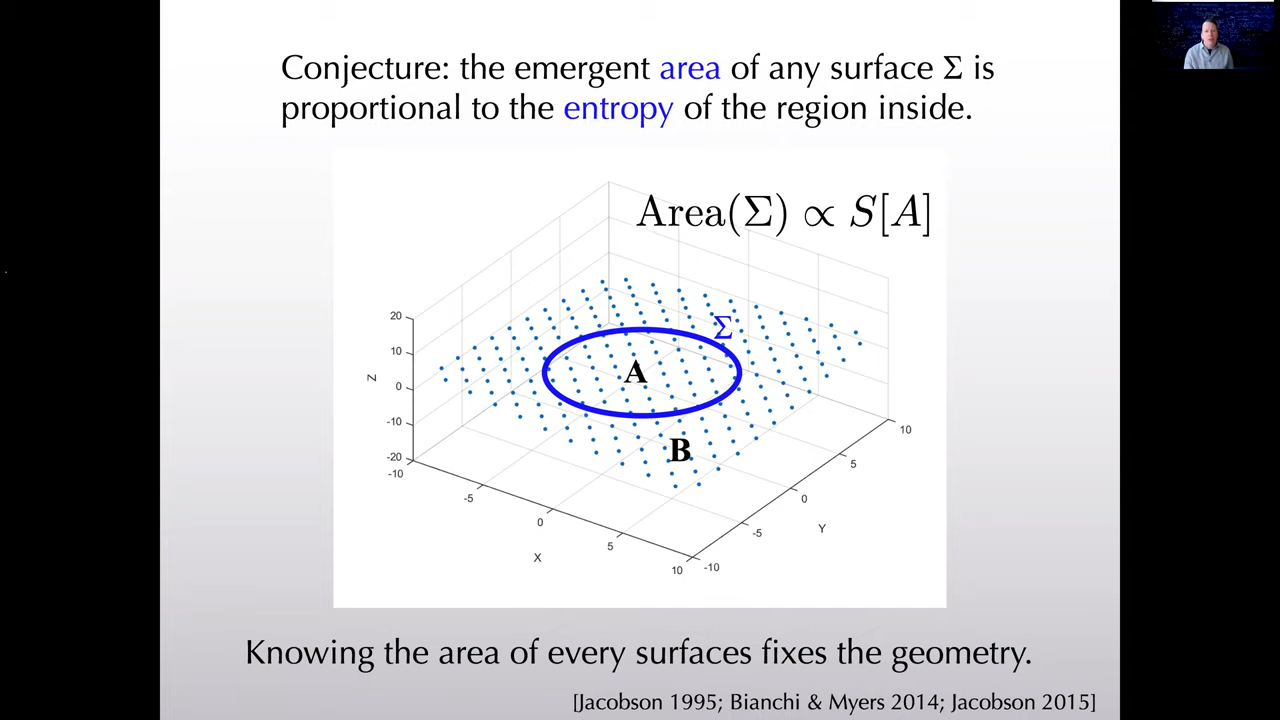 Conjecture: the emergent area of any surface Σ is
proportional to the entropy of the region inside.
Area(Σ) ∝ S[A]
Σ
A
B
20
10
0
-10
-20
Z
-10
-5
0
5
10
X
-10
-5
0
5
10
Y
Knowing the area of every surfaces fixes the geometry.
[Jacobson 1995; Bianchi & Myers 2014; Jacobson 2015]